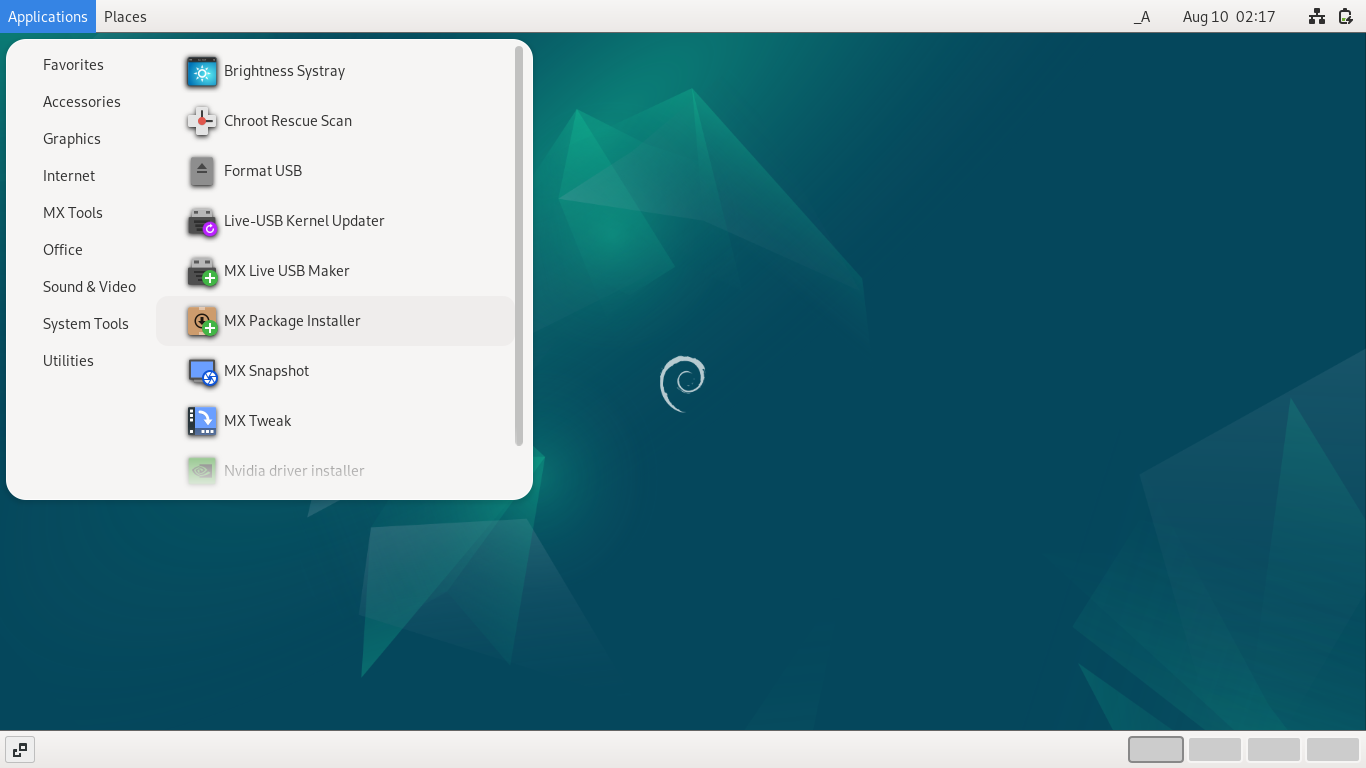 Applications Places _A Aug 10 02:17
Favorites
Accessories
Graphics
Internet
MX Tools
Office
Sound & Video
System Tools
Utilities
Brightness Systray
Chroot Rescue Scan
Format USB
Live-USB Kernel Updater
MX Live USB Maker
MX Package Installer
MX Snapshot
MX Tweak
Nvidia driver installer